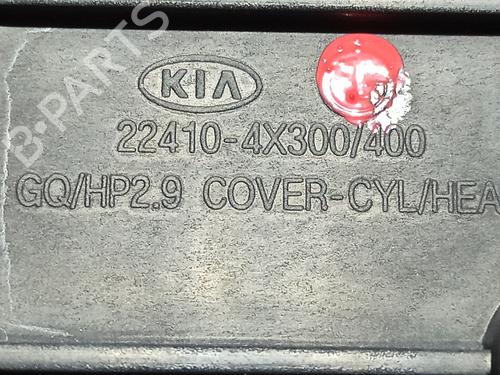 B-PARTS
KIA
22410-4X300/400
GQ/HP2.9 COVER-CYL/HEA